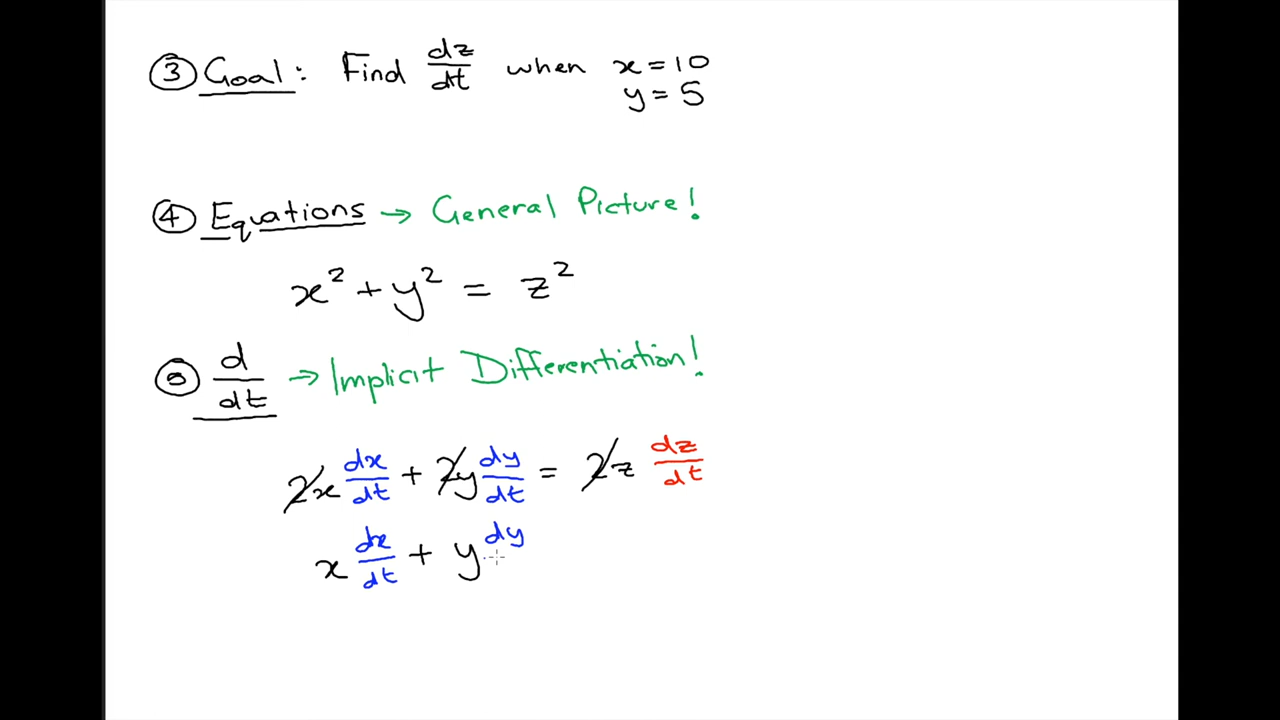 ③ Goal: Find dz/dt when x = 10
y = 5
④ Equations → General Picture!
x² + y² = z²
⑤ d/dt → Implicit Differentiation!
2x dx/dt + 2y dy/dt = 2z dz/dt
x dx/dt + y dy